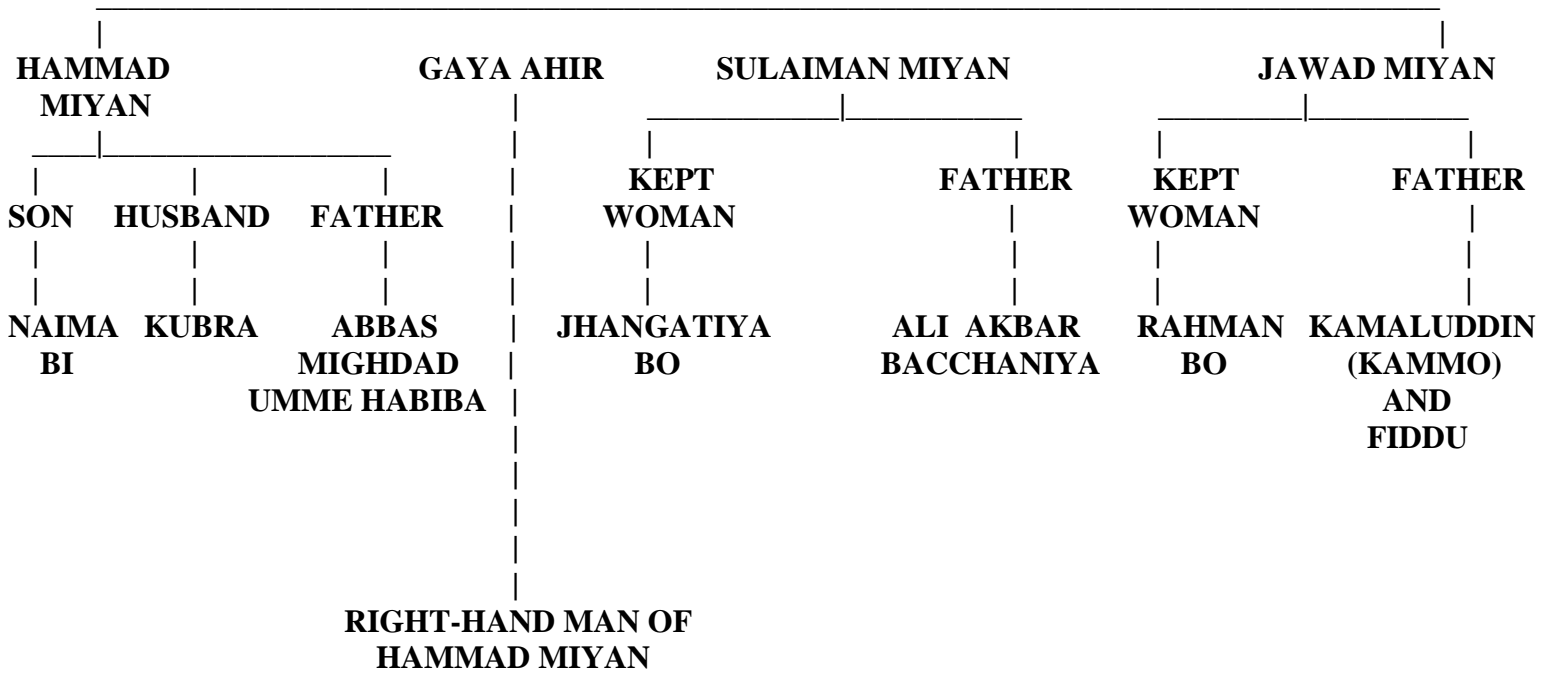 HAMMAD MIYAN
GAYA AHIR
SULAIMAN MIYAN
JAWAD MIYAN
SON HUSBAND FATHER
KEPT WOMAN
FATHER
KEPT WOMAN
FATHER
NAIMA BI
KUBRA
ABBAS
MIGHDAD
UMME HABIBA
JHANGATIYA BO
ALI AKBAR
BACCHANIYA
RAHMAN BO
KAMALUDDIN
(KAMMO)
AND
FIDDU
RIGHT-HAND MAN OF
HAMMAD MIYAN